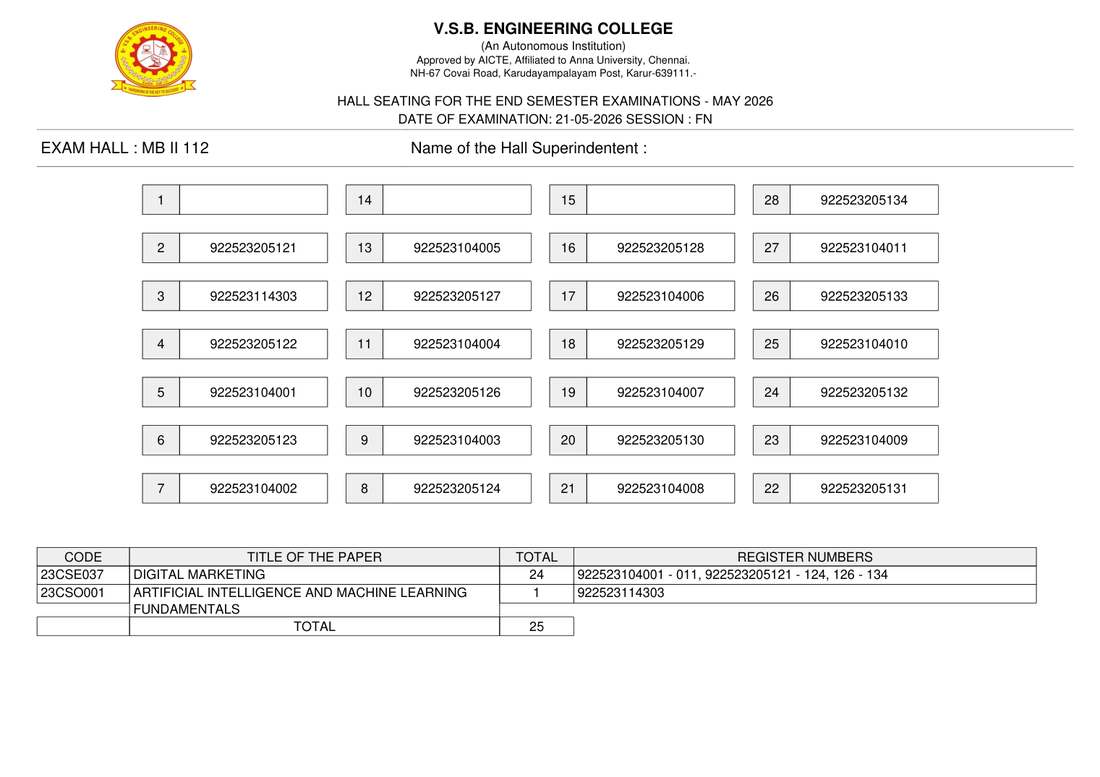 V.S.B. ENGINEERING COLLEGE
(An Autonomous Institution)
Approved by AICTE, Affiliated to Anna University, Chennai.
NH-67 Covai Road, Karudayampalayam Post, Karur-639111.-
HALL SEATING FOR THE END SEMESTER EXAMINATIONS - MAY 2026
DATE OF EXAMINATION: 21-05-2026 SESSION : FN
EXAM HALL : MB II 112 Name of the Hall Superindentent :
1 14 15 28 922523205134
2 922523205121 13 922523104005 16 922523205128 27 922523104011
3 922523114303 12 922523205127 17 922523104006 26 922523205133
4 922523205122 11 922523104004 18 922523205129 25 922523104010
5 922523104001 10 922523205126 19 922523104007 24 922523205132
6 922523205123 9 922523104003 20 922523205130 23 922523104009
7 922523104002 8 922523205124 21 922523104008 22 922523205131
CODE TITLE OF THE PAPER TOTAL REGISTER NUMBERS
23CSE037 DIGITAL MARKETING 24 922523104001 - 011, 922523205121 - 124, 126 - 134
23CSO001 ARTIFICIAL INTELLIGENCE AND MACHINE LEARNING 1 922523114303
FUNDAMENTALS
TOTAL 25